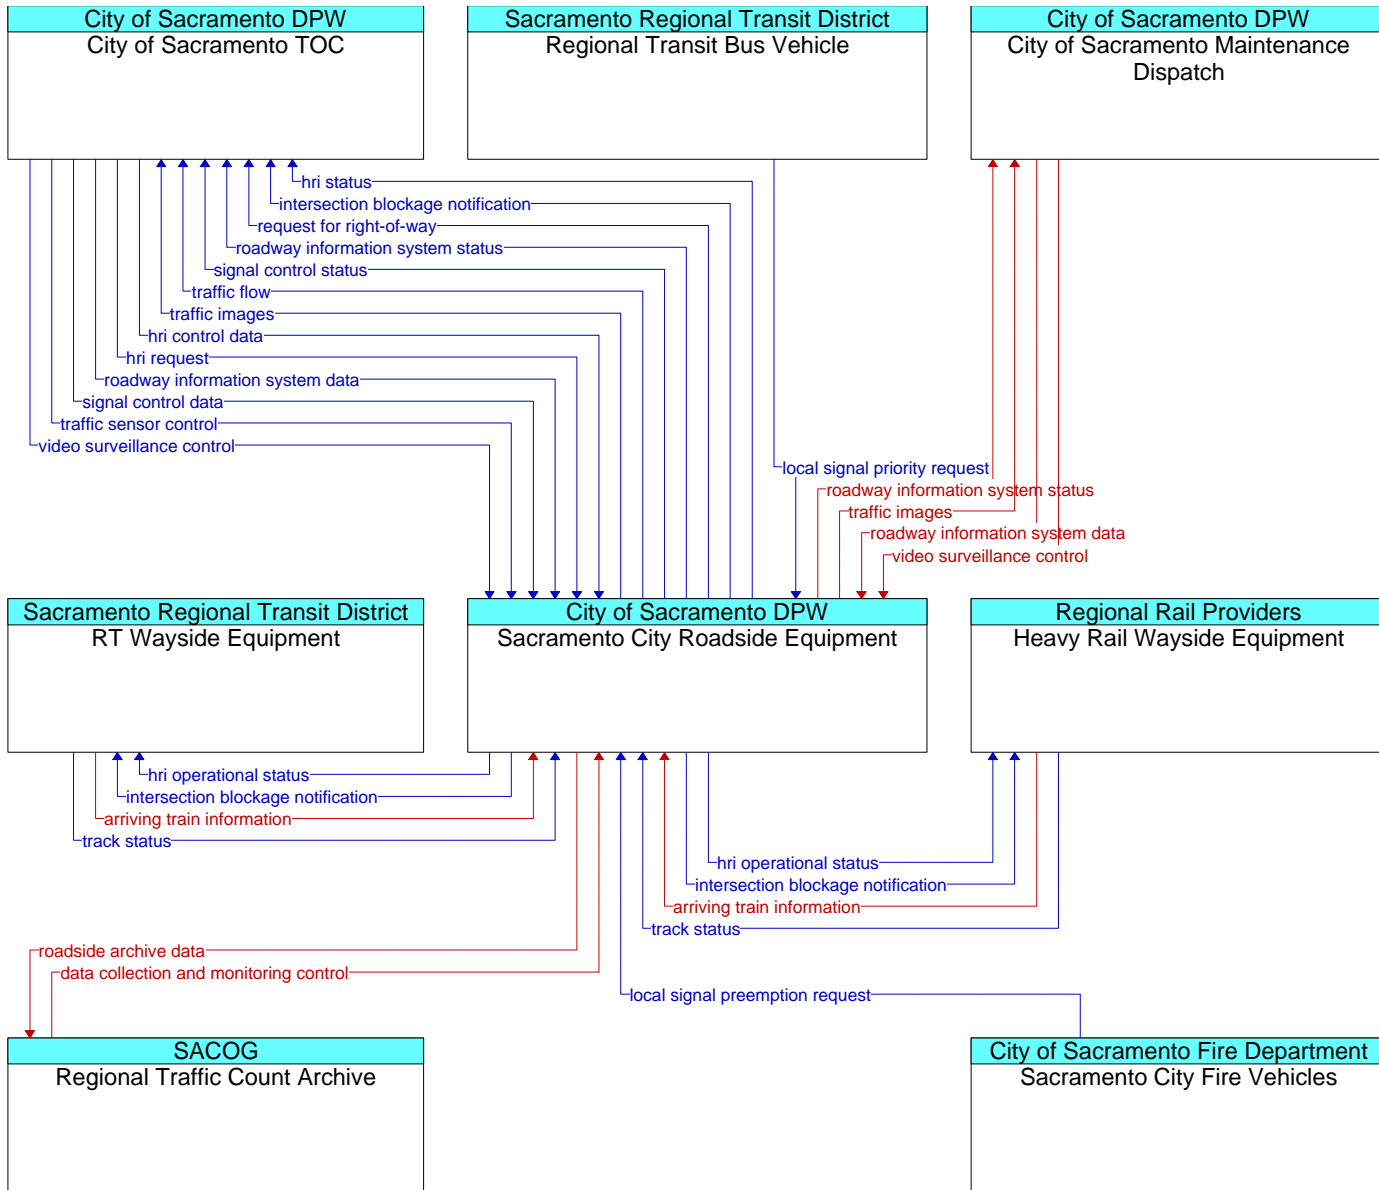 City of Sacramento DPW
City of Sacramento TOC
Sacramento Regional Transit District
Regional Transit Bus Vehicle
City of Sacramento DPW
City of Sacramento Maintenance
Dispatch
hri status
intersection blockage notification
request for right-of-way
roadway information system status
signal control status
traffic flow
traffic images
hri control data
hri request
roadway information system data
signal control data
traffic sensor control
video surveillance control
local signal priority request
roadway information system status
traffic images
roadway information system data
video surveillance control
Sacramento Regional Transit District
RT Wayside Equipment
City of Sacramento DPW
Sacramento City Roadside Equipment
Regional Rail Providers
Heavy Rail Wayside Equipment
hri operational status
intersection blockage notification
arriving train information
track status
hri operational status
intersection blockage notification
arriving train information
track status
roadside archive data
data collection and monitoring control
local signal preemption request
SACOG
Regional Traffic Count Archive
City of Sacramento Fire Department
Sacramento City Fire Vehicles